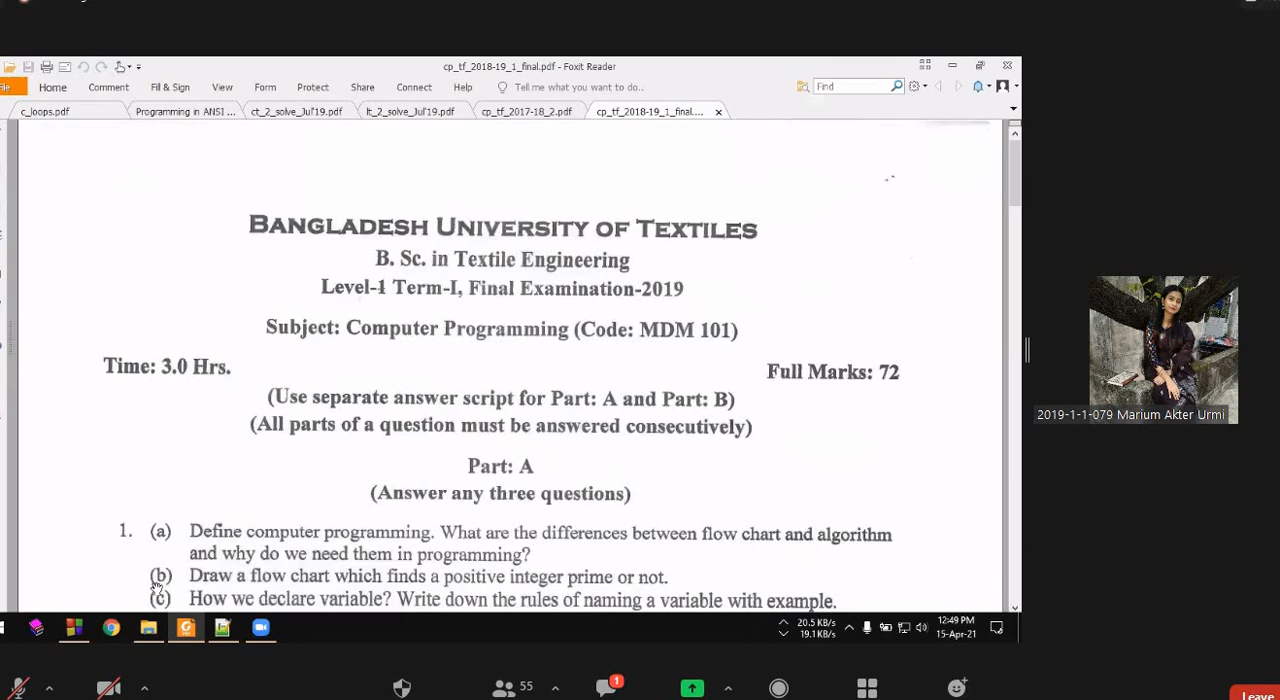 cp_tf_2018-19_1_final.pdf - Foxit Reader
Home Comment Fill & Sign View Form Protect Share Connect Help Tell me what you want to do.. Find
c_loops.pdf Programming in ANSI ... ct_2_solve_Jul'19.pdf lt_2_solve_Jul'19.pdf cp_tf_2017-18_2.pdf cp_tf_2018-19_1_final....
BANGLADESH UNIVERSITY OF TEXTILES
B. Sc. in Textile Engineering
Level-1 Term-I, Final Examination-2019
Subject: Computer Programming (Code: MDM 101)
Time: 3.0 Hrs. Full Marks: 72
(Use separate answer script for Part: A and Part: B)
(All parts of a question must be answered consecutively)
Part: A
(Answer any three questions)
1. (a) Define computer programming. What are the differences between flow chart and algorithm
and why do we need them in programming?
(b) Draw a flow chart which finds a positive integer prime or not.
(c) How we declare variable? Write down the rules of naming a variable with example.
2019-1-1-079 Marium Akter Urmi
20.5 KB/s
19.1 KB/s
12:49 PM
15-Apr-21
55
1
Leave